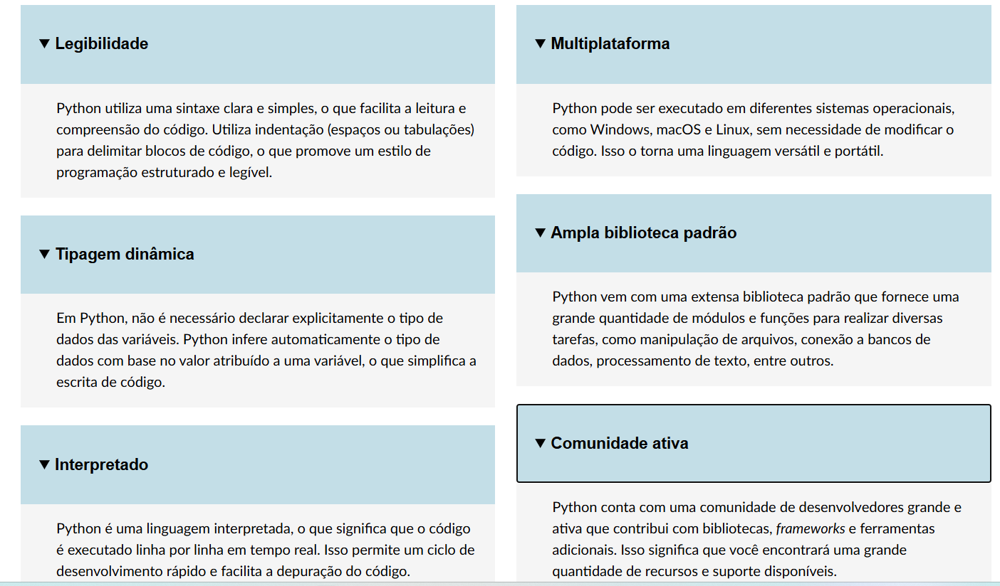 Legibilidade
Python utiliza uma sintaxe clara e simples, o que facilita a leitura e
compreensão do código. Utiliza indentação (espaços ou tabulações)
para delimitar blocos de código, o que promove um estilo de
programação estruturado e legível.
Tipagem dinâmica
Em Python, não é necessário declarar explicitamente o tipo de
dados das variáveis. Python infere automaticamente o tipo de
dados com base no valor atribuído a uma variável, o que simplifica a
escrita de código.
Interpretado
Python é uma linguagem interpretada, o que significa que o código
é executado linha por linha em tempo real. Isso permite um ciclo de
desenvolvimento rápido e facilita a depuração do código.
Multiplataforma
Python pode ser executado em diferentes sistemas operacionais,
como Windows, macOS e Linux, sem necessidade de modificar o
código. Isso o torna uma linguagem versátil e portátil.
Ampla biblioteca padrão
Python vem com uma extensa biblioteca padrão que fornece uma
grande quantidade de módulos e funções para realizar diversas
tarefas, como manipulação de arquivos, conexão a bancos de
dados, processamento de texto, entre outros.
Comunidade ativa
Python conta com uma comunidade de desenvolvedores grande e
ativa que contribui com bibliotecas, frameworks e ferramentas
adicionais. Isso significa que você encontrará uma grande
quantidade de recursos e suporte disponíveis.